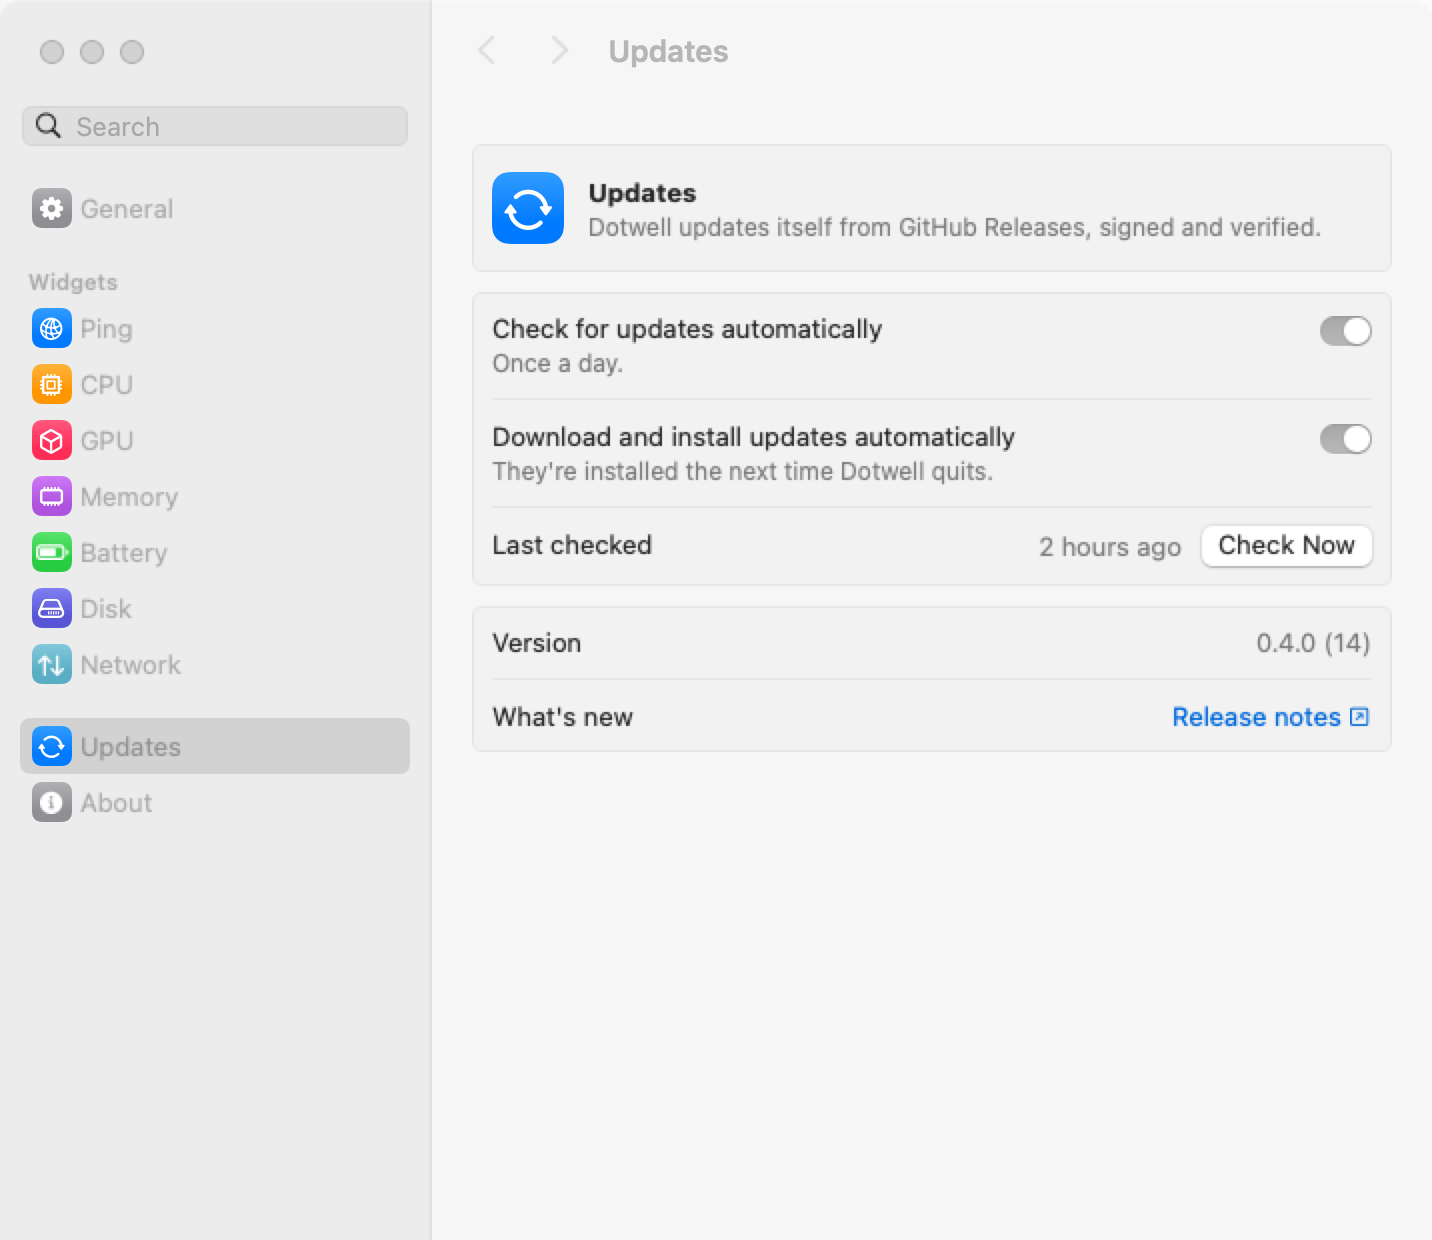 Updates
Search
General
Widgets
Ping
CPU
GPU
Memory
Battery
Disk
Network
Updates
About
Updates
Dotwell updates itself from GitHub Releases, signed and verified.
Check for updates automatically
Once a day.
Download and install updates automatically
They're installed the next time Dotwell quits.
Last checked 2 hours ago Check Now
Version 0.4.0 (14)
What's new Release notes